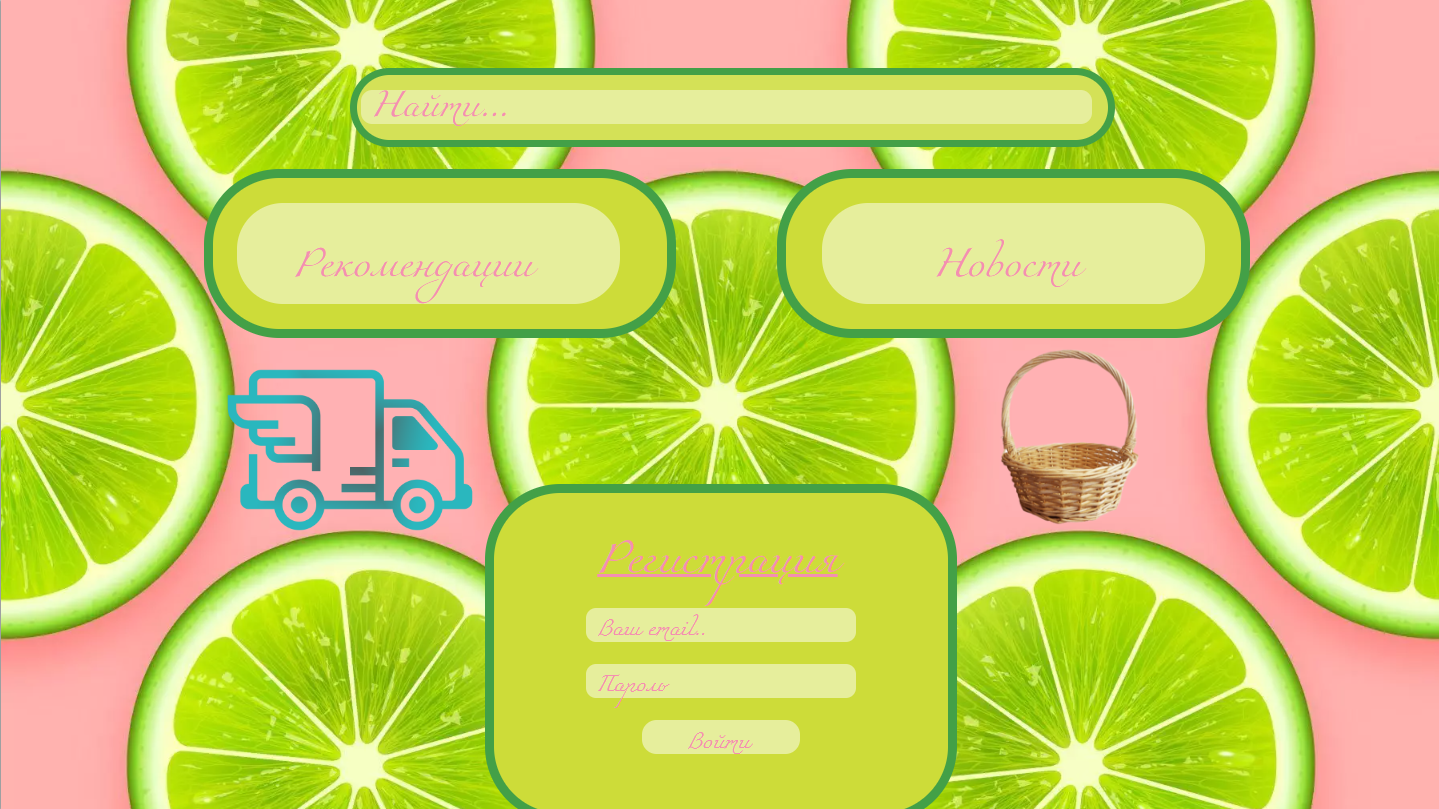 Найти...
Рекомендации
Новости
Регистрация
Ваш email..
Пароль
Войти